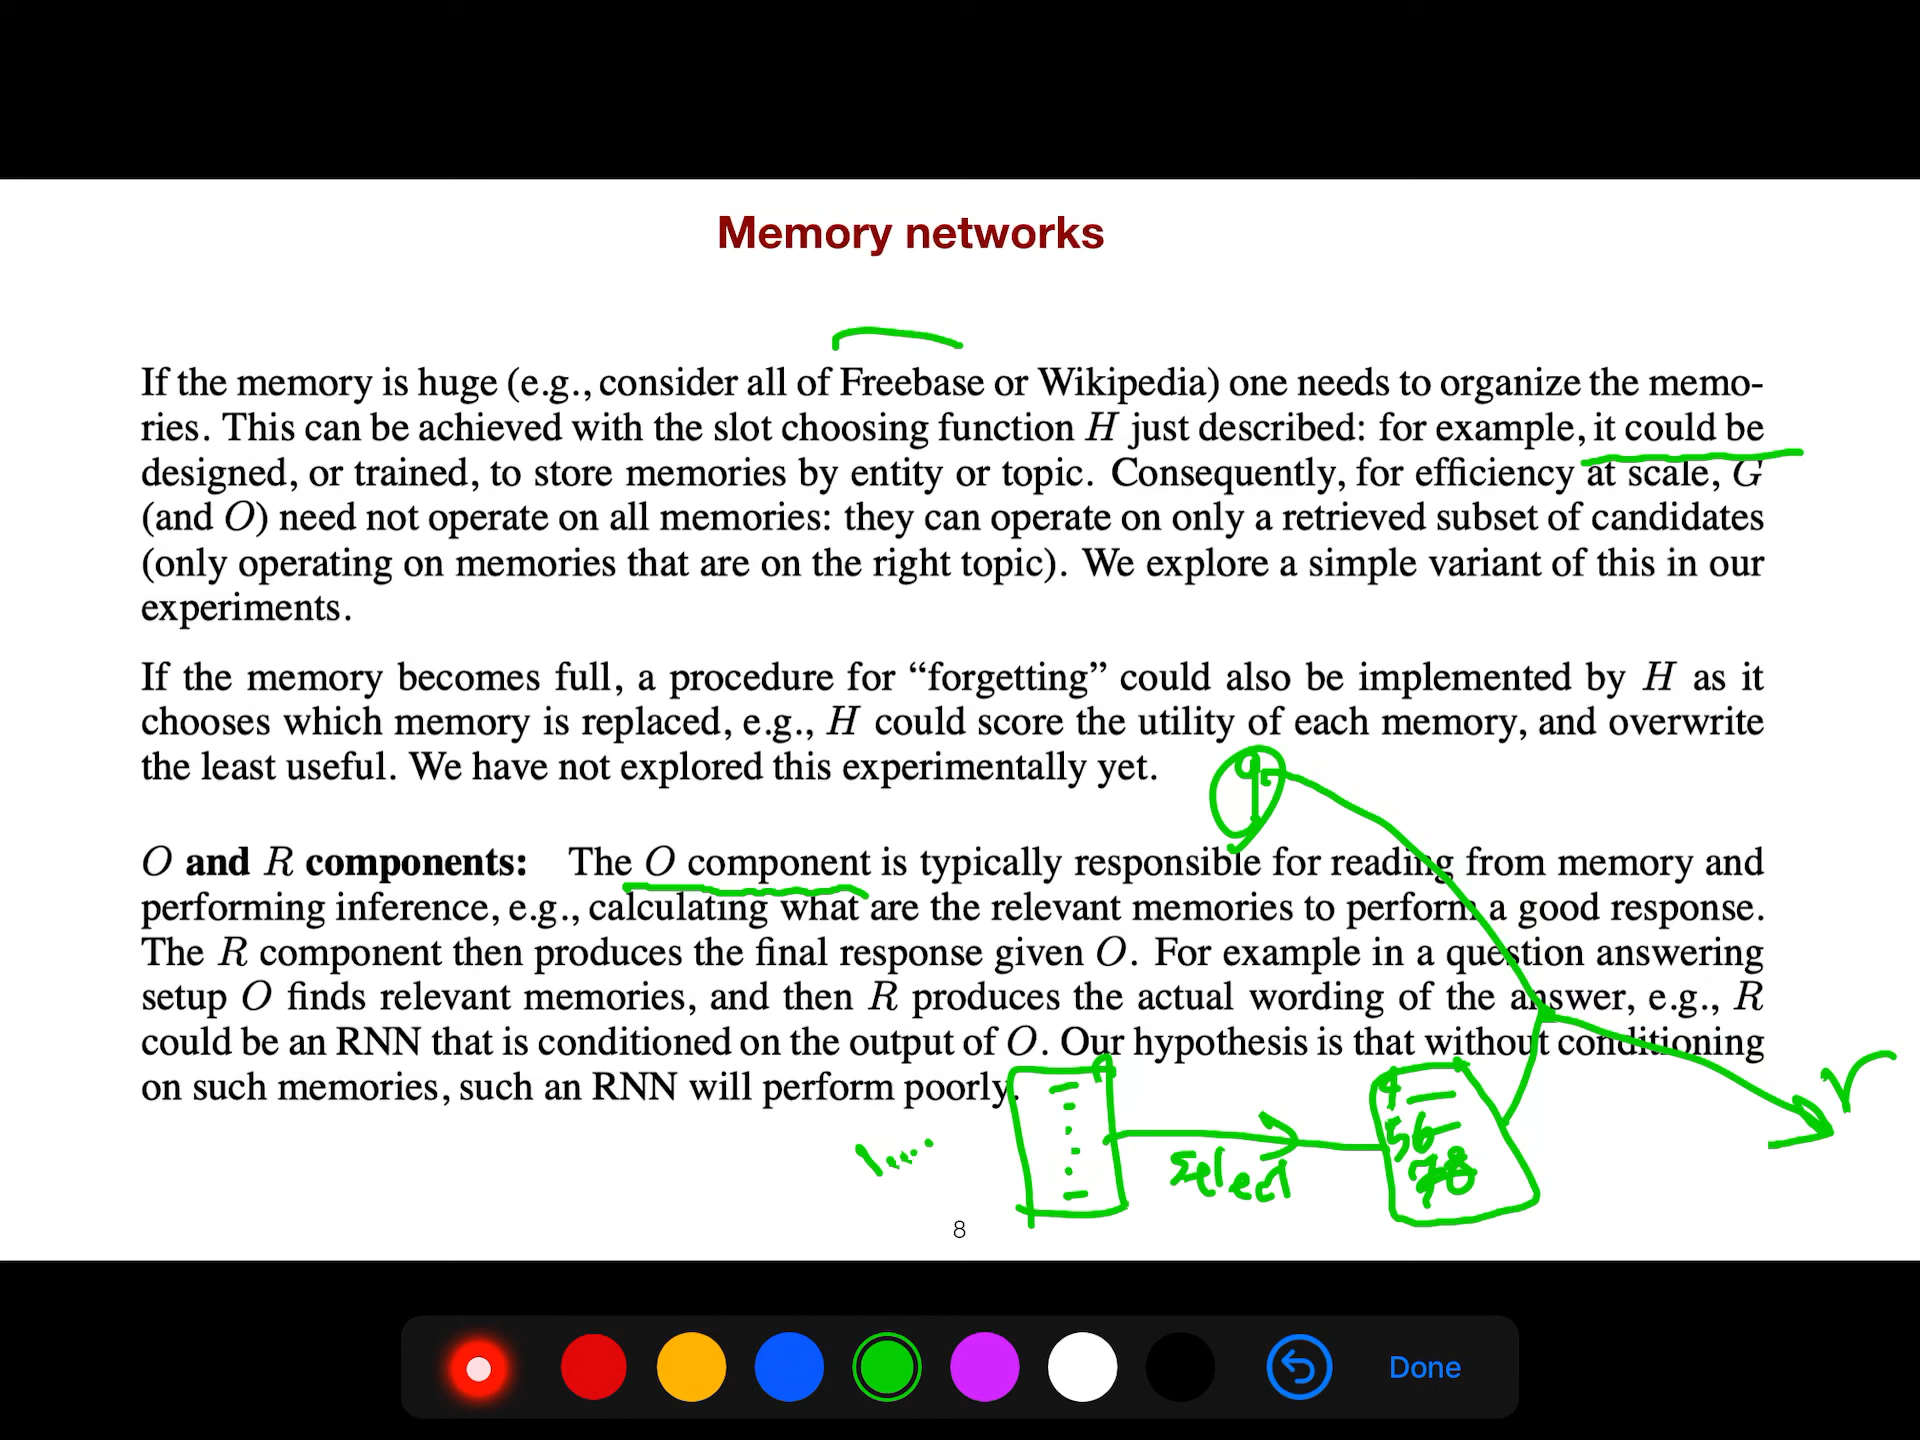 Memory networks
If the memory is huge (e.g., consider all of Freebase or Wikipedia) one needs to organize the memo-
ries. This can be achieved with the slot choosing function H just described: for example, it could be
designed, or trained, to store memories by entity or topic. Consequently, for efficiency at scale, G
(and O) need not operate on all memories: they can operate on only a retrieved subset of candidates
(only operating on memories that are on the right topic). We explore a simple variant of this in our
experiments.
If the memory becomes full, a procedure for “forgetting” could also be implemented by H as it
chooses which memory is replaced, e.g., H could score the utility of each memory, and overwrite
the least useful. We have not explored this experimentally yet.
q
O and R components: The O component is typically responsible for reading from memory and
performing inference, e.g., calculating what are the relevant memories to perform a good response.
The R component then produces the final response given O. For example in a question answering
setup O finds relevant memories, and then R produces the actual wording of the answer, e.g., R
could be an RNN that is conditioned on the output of O. Our hypothesis is that without conditioning
on such memories, such an RNN will perform poorly.
r
4
56
78
Select
8
Done